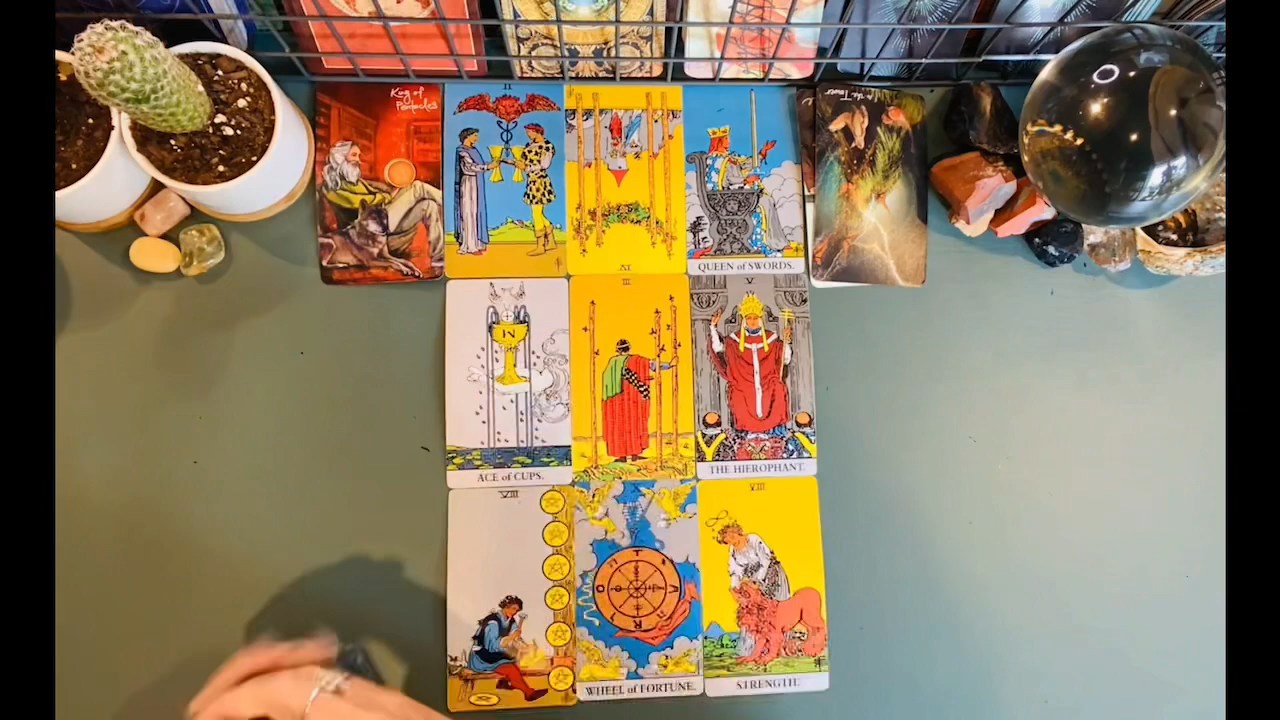 King of
Pentacles
II
IV
QUEEN of SWORDS.
the Tower
ACE of CUPS.
III
V
THE HIEROPHANT.
VIII
WHEEL of FORTUNE.
VIII
STRENGTH.